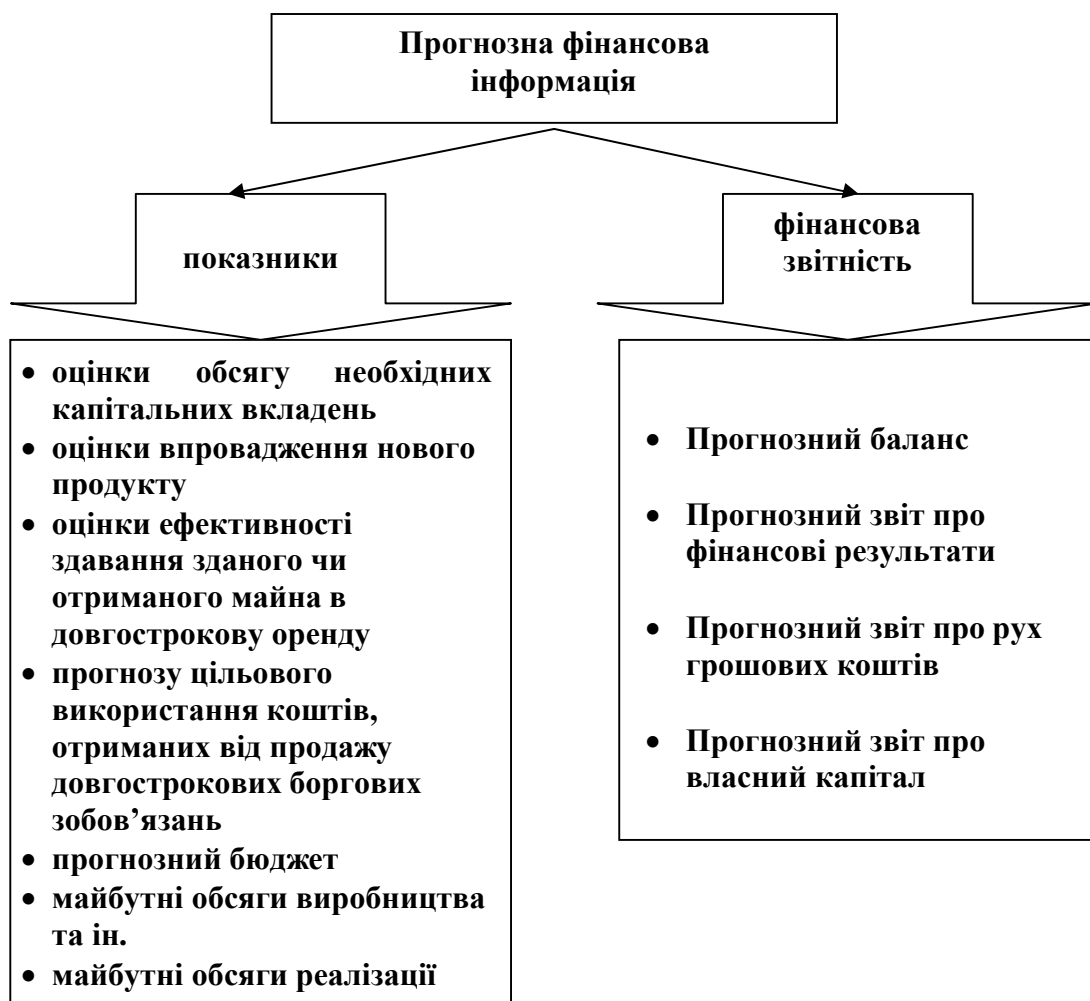 Прогнозна фінансова
інформація
показники
фінансова
звітність
• оцінки обсягу необхідних
капітальних вкладень
• оцінки впровадження нового
продукту
• оцінки ефективності
здавання зданого чи
отриманого майна в
довгострокову оренду
• прогнозу цільового
використання коштів,
отриманих від продажу
довгострокових боргових
зобов’язань
• прогнозний бюджет
• майбутні обсяги виробництва
та ін.
• майбутні обсяги реалізації
• Прогнозний баланс
• Прогнозний звіт про
фінансові результати
• Прогнозний звіт про рух
грошових коштів
• Прогнозний звіт про
власний капітал